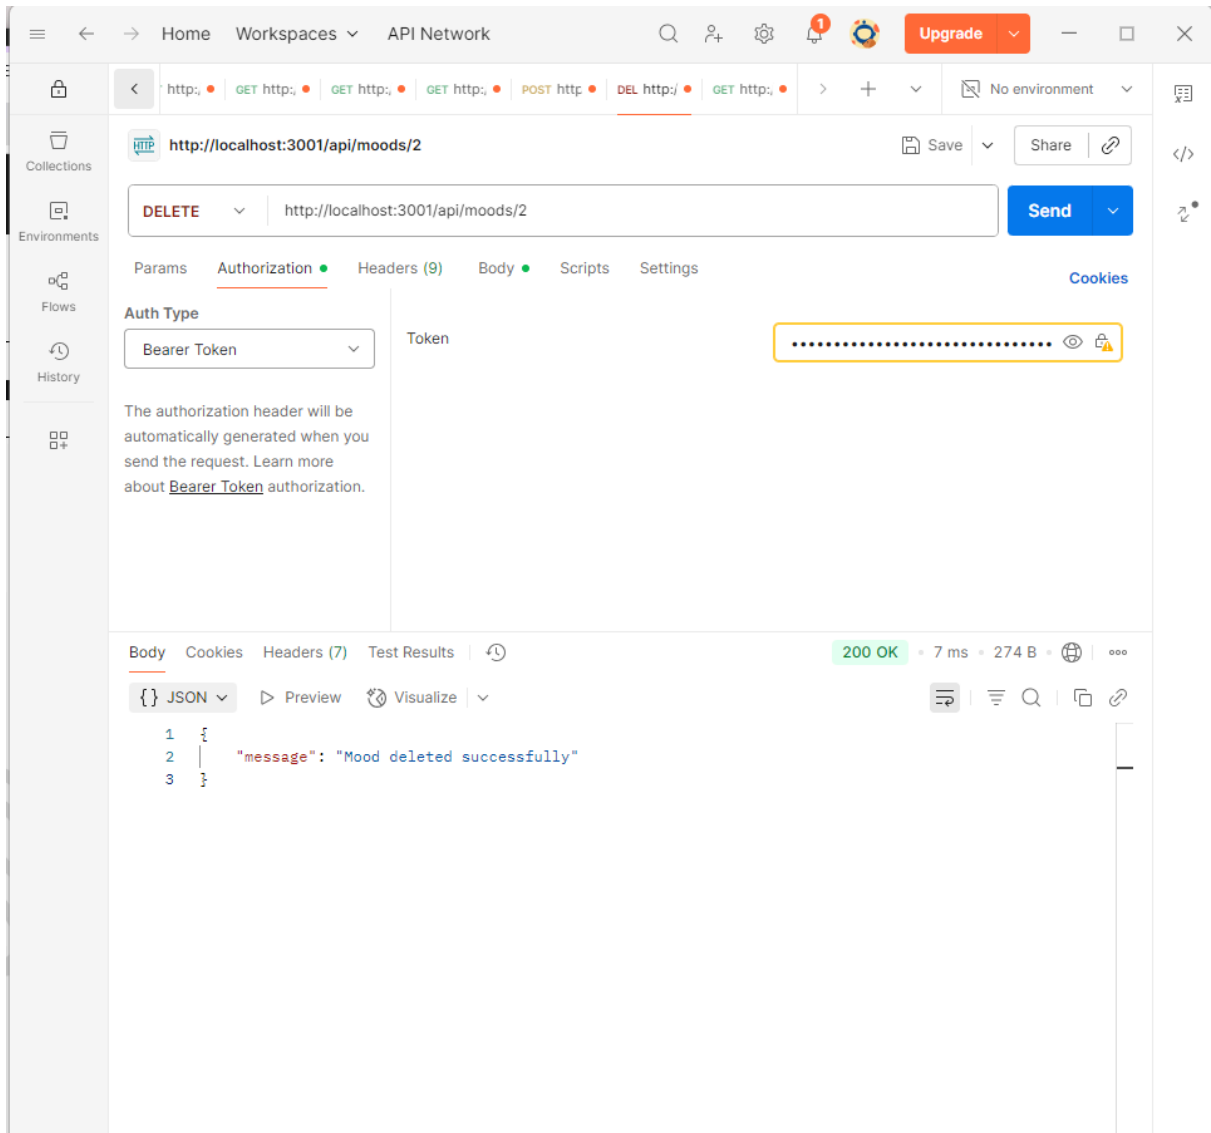 Home Workspaces API Network 1 Upgrade
http:, GET http:, GET http:, GET http:, POST http DEL http:/ GET http:, No environment
HTTP http://localhost:3001/api/moods/2 Save Share
Collections
DELETE http://localhost:3001/api/moods/2 Send
Environments
Params Authorization Headers (9) Body Scripts Settings Cookies
Flows
Auth Type
Token
Bearer Token
History
The authorization header will be
automatically generated when you
send the request. Learn more
about Bearer Token authorization.
Body Cookies Headers (7) Test Results 200 OK 7 ms 274 B
{} JSON Preview Visualize
1 {
2 "message": "Mood deleted successfully"
3 }